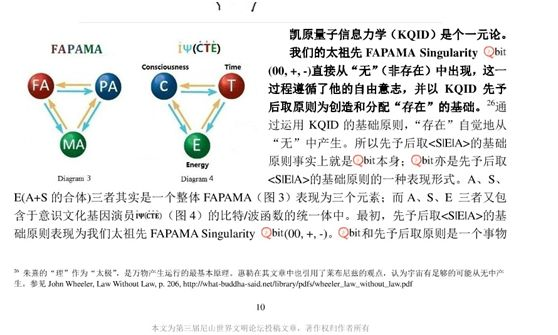 FAPAMA
iΨ(CTE)
Consciousness
Time
FA
PA
C
T
MA
E
Energy
Diagram 3
Diagram 4
凯原量子信息力学（KQID）是个一元论。
我们的太祖先 FAPAMA Singularity Qbit
(00, +, -)直接从“无”（非存在）中出现，这一
过程遵循了他的自由意志，并以 KQID 先予
后取原则为创造和分配“存在”的基础。26通
过运用 KQID 的基础原则，“存在”自觉地从
“无”中产生。所以先予后取<S|E|A>的基础
原则事实上就是Qbit本身；Qbit亦是先予后取
<S|E|A>的基础原则的一种表现形式。A、S、
E(A+S 的合体)三者其实是一个整体 FAPAMA（图 3）表现为三个元素；而 A、S、E 三者又包
含于意识文化基因演员iΨ(CTE)（图 4）的比特/波函数的统一体中。最初，先予后取<S|E|A>的基
础原则表现为我们太祖先 FAPAMA Singularity Qbit(00, +, -)。Qbit和先予后取原则是一个事物
26 朱熹的“理”作为“太极”，是万物产生运行的最基本原理。惠勒在其文章中也引用了莱布尼兹的观点，认为宇宙有足够的可能从无中产
生。参见 John Wheeler, Law Without Law, p. 206, http://what-buddha-said.net/library/pdfs/wheeler_law_without_law.pdf
10
本文为第三届尼山世界文明论坛投稿文章，著作权归作者所有